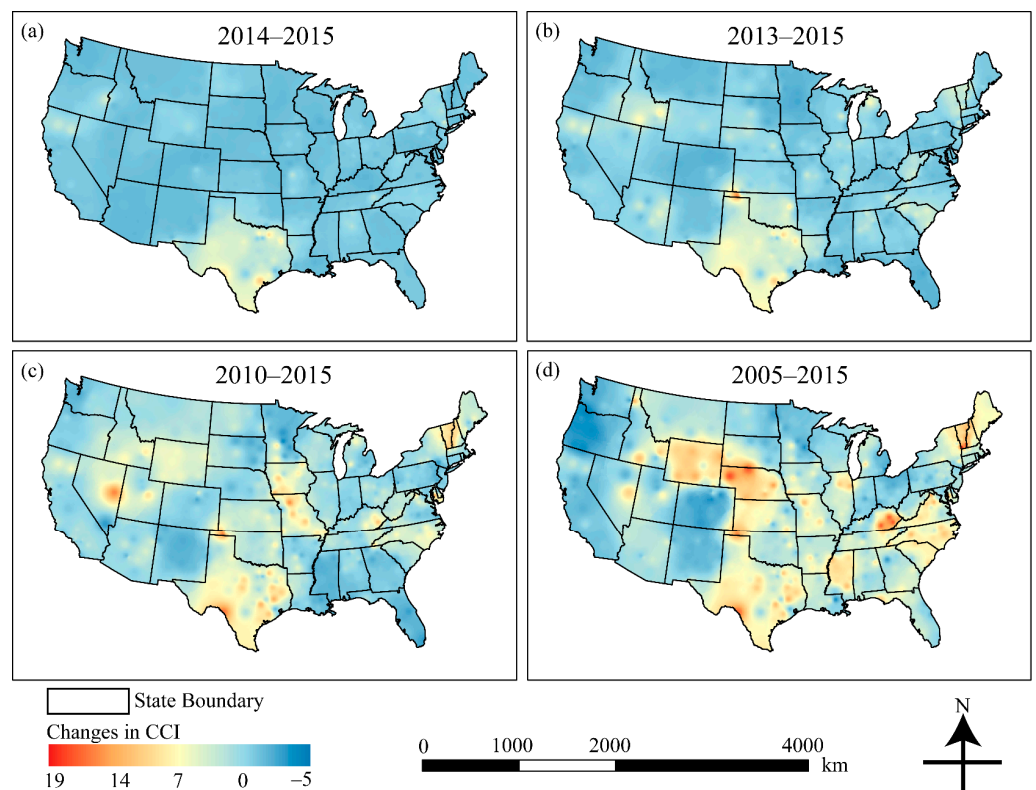 (a) 2014–2015
(b) 2013–2015
(c) 2010–2015
(d) 2005–2015
State Boundary
Changes in CCI
19 14 7 0 –5
0 1000 2000 4000
km
N